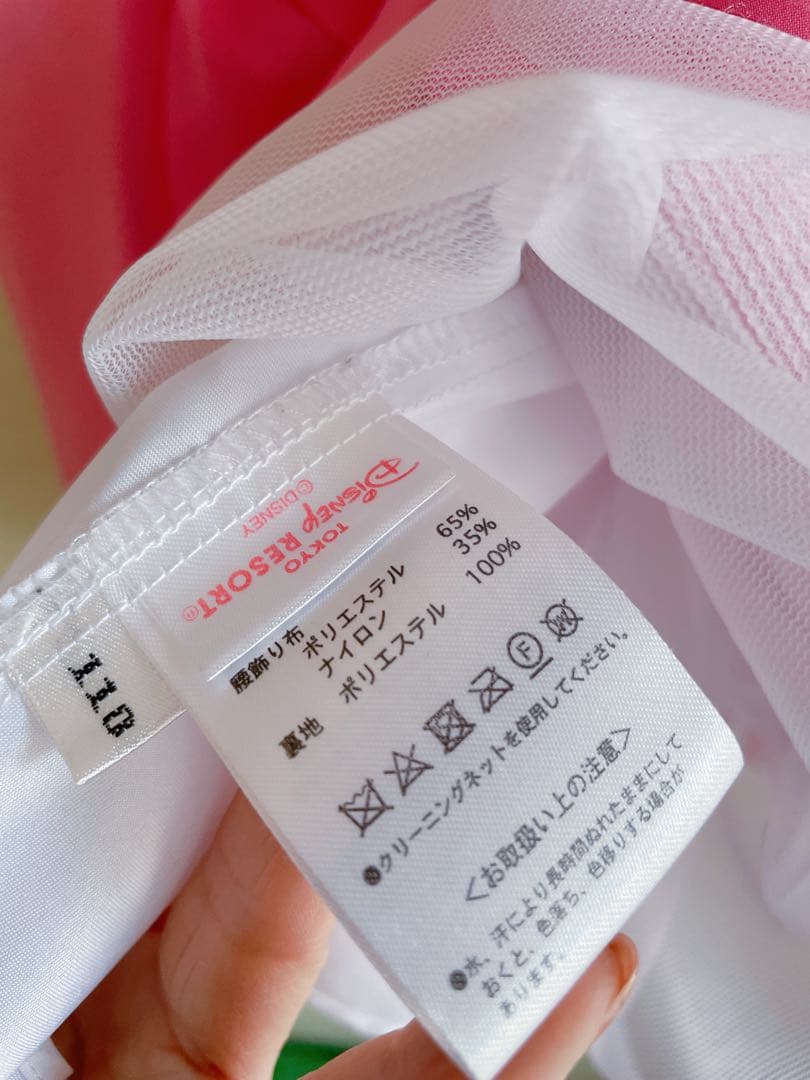 Disney
©DISNEY
TOKYO
RESORT®
110
腰飾り布 ポリエステル 65%
ナイロン 35%
裏地 ポリエステル 100%
F W
●クリーニングネットを使用してください。
<お取扱い上の注意>
●水、汗により長時間ぬれたままにして
おくと、色落ち、色移りする場合が
あります。